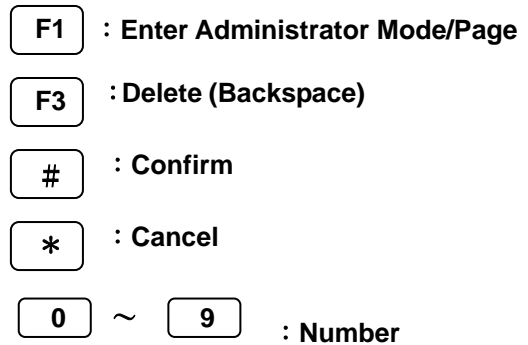 F1 : Enter Administrator Mode/Page
F3 : Delete (Backspace)
# : Confirm
* : Cancel
0 ~ 9 : Number